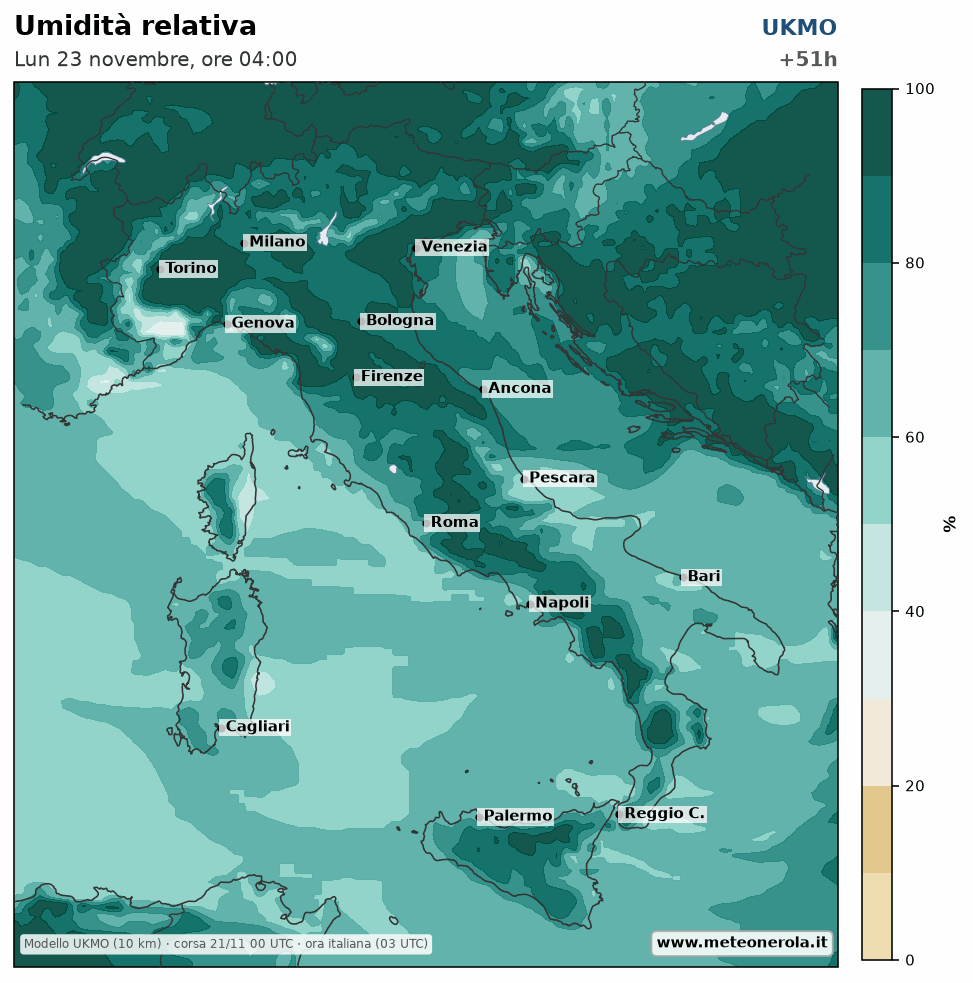 Umidità relativa
UKMO
Lun 23 novembre, ore 04:00
+51h
100
80
60
40
20
0
%
Milano
Venezia
Torino
Genova
Bologna
Firenze
Ancona
Pescara
Roma
Bari
Napoli
Cagliari
Palermo
Reggio C.
Modello UKMO (10 km) · corsa 21/11 00 UTC · ora italiana (03 UTC)
www.meteonerola.it